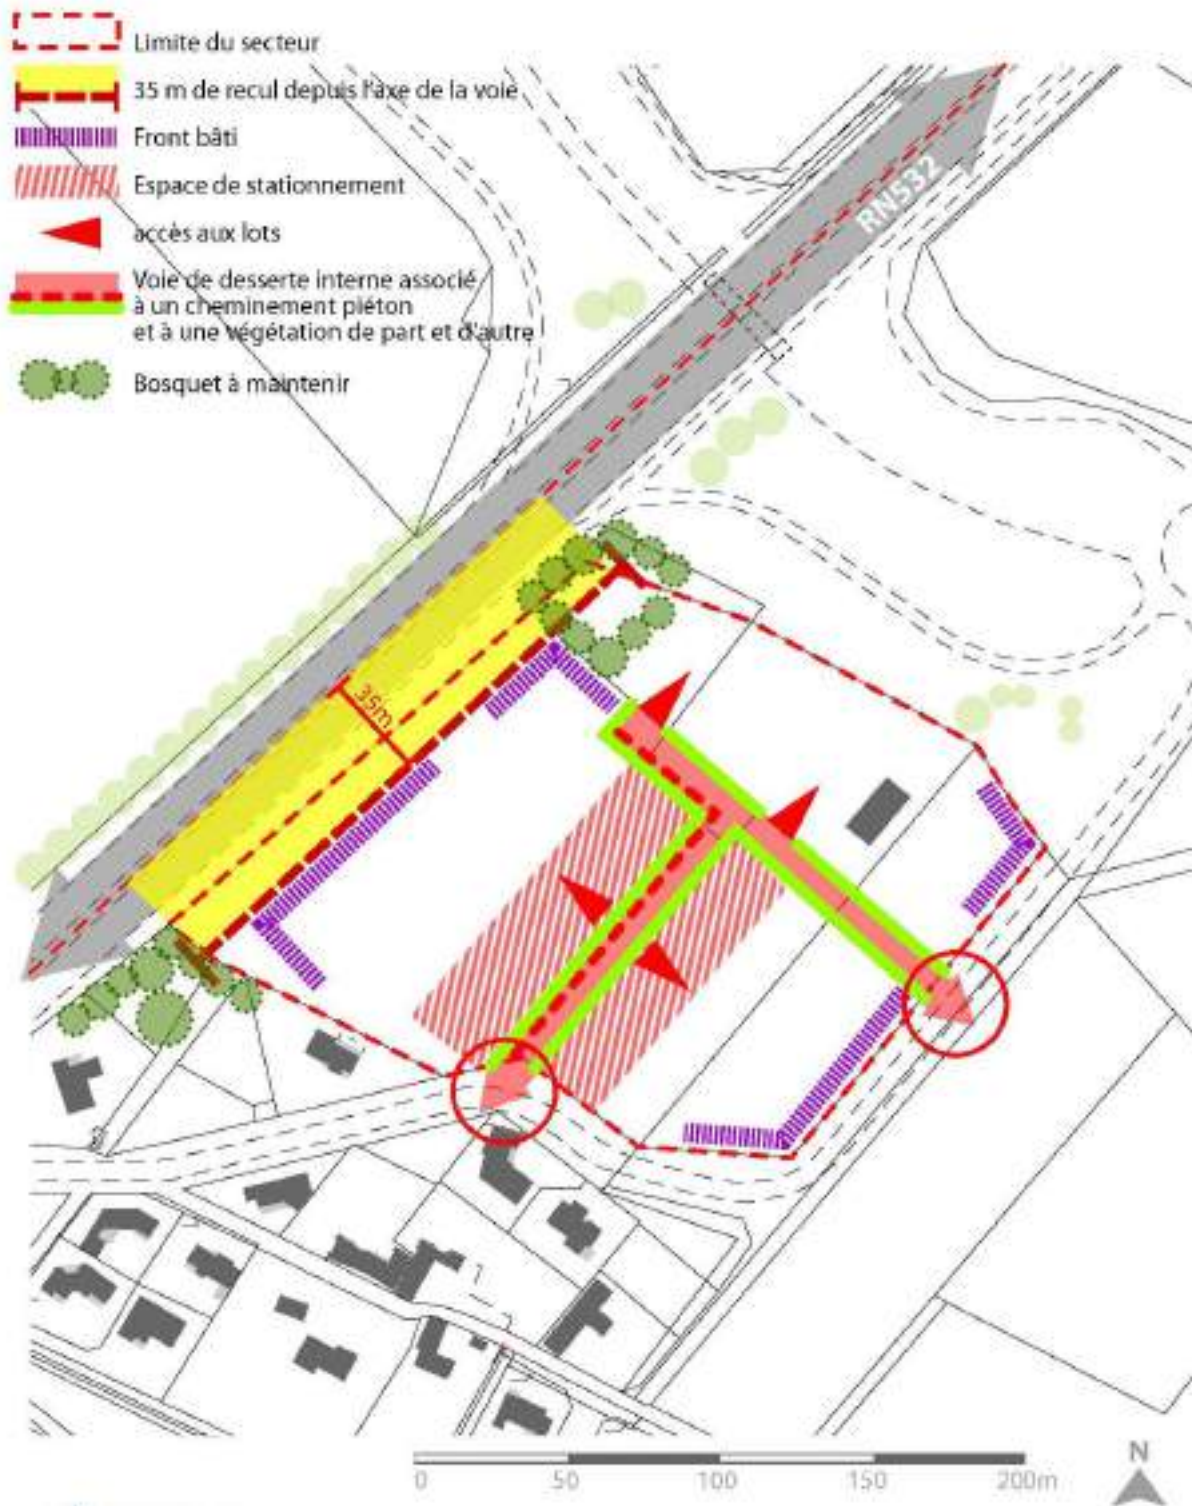 Limite du secteur
35 m de recul depuis l'axe de la voie
Front bâti
Espace de stationnement
accès aux lots
Voie de desserte interne associé
à un cheminement piéton
et à une végétation de part et d'autre
Bosquet à maintenir
RN532
35m
0 50 100 150 200m
N